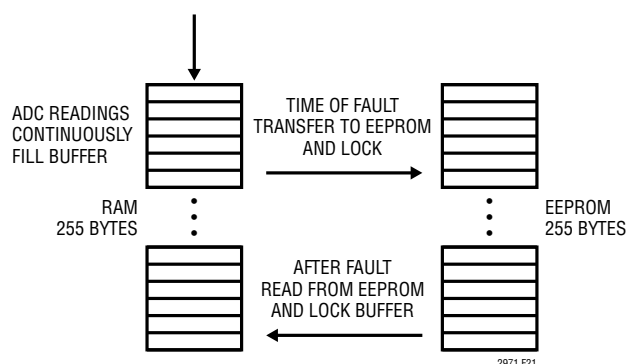 ADC READINGS
CONTINUOUSLY
FILL BUFFER
TIME OF FAULT
TRANSFER TO EEPROM
AND LOCK
RAM
255 BYTES
EEPROM
255 BYTES
AFTER FAULT
READ FROM EEPROM
AND LOCK BUFFER
2971 F21